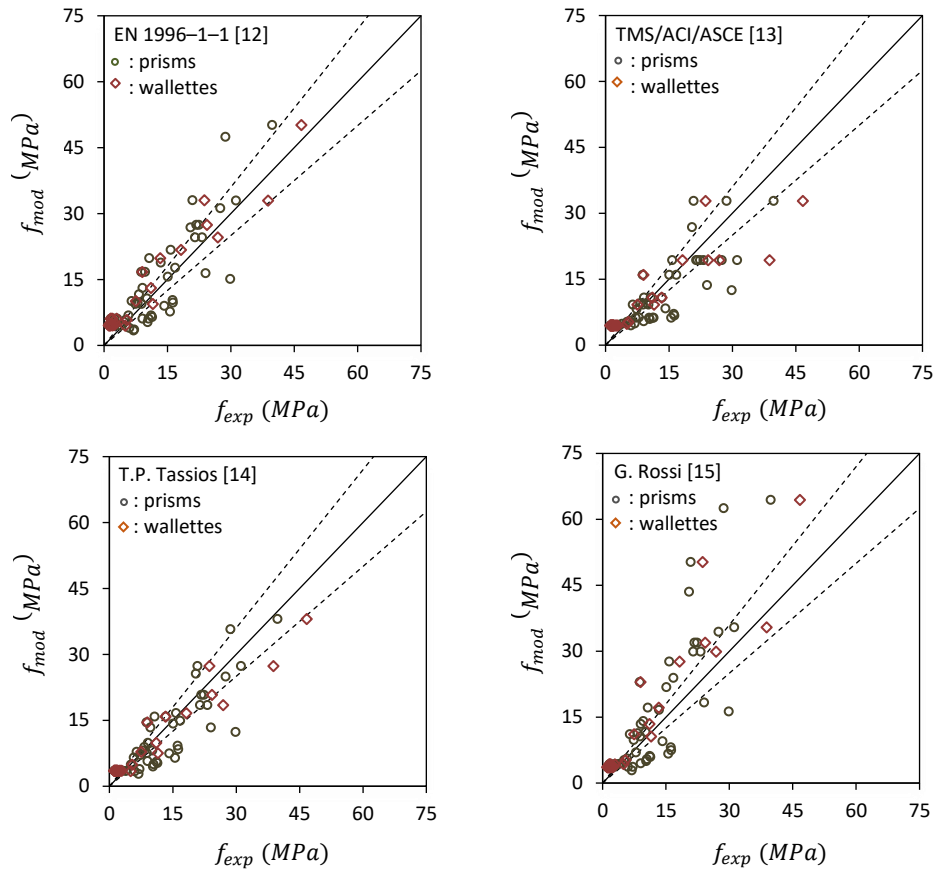 75
60
45
30
15
0
f_mod (MPa)
EN 1996–1–1 [12]
: prisms
: wallettes
0 15 30 45 60 75
f_exp (MPa)
75
60
45
30
15
0
f_mod (MPa)
TMS/ACI/ASCE [13]
: prisms
: wallettes
0 15 30 45 60 75
f_exp (MPa)
75
60
45
30
15
0
f_mod (MPa)
T.P. Tassios [14]
: prisms
: wallettes
0 15 30 45 60 75
f_exp (MPa)
75
60
45
30
15
0
f_mod (MPa)
G. Rossi [15]
: prisms
: wallettes
0 15 30 45 60 75
f_exp (MPa)